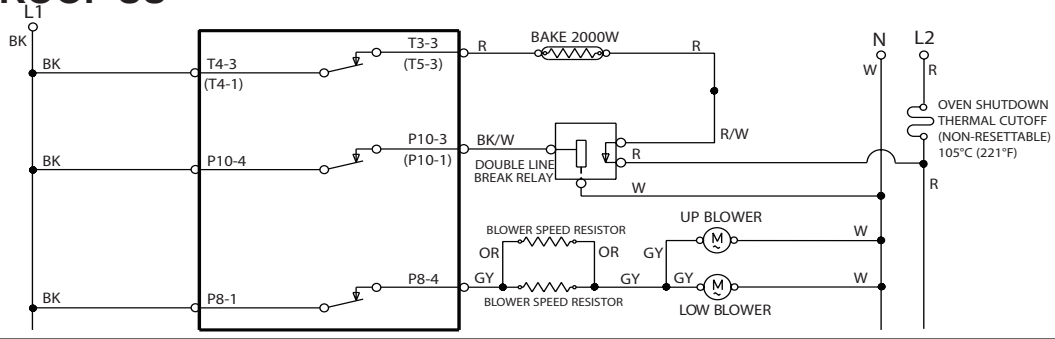 L1
BK
BK
T4-3
(T4-1)
T3-3
(T5-3)
R
BAKE 2000W
R
N
L2
W
R
OVEN SHUTDOWN
THERMAL CUTOFF
(NON-RESETTABLE)
105°C (221°F)
R/W
BK
P10-4
P10-3
(P10-1)
BK/W
DOUBLE LINE
BREAK RELAY
R
W
R
UP BLOWER
BLOWER SPEED RESISTOR
OR
OR
GY
M
~
W
BK
P8-1
P8-4
GY
BLOWER SPEED RESISTOR
GY
GY
M
~
W
LOW BLOWER